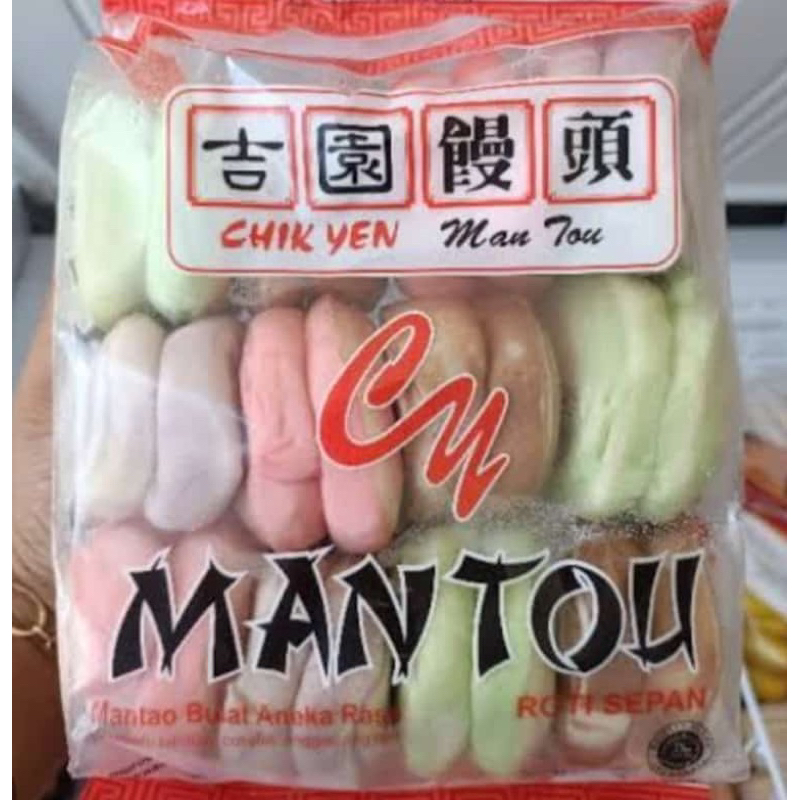 吉園饅頭
CHIK YEN Man Tou
Cy
MANTOU
Mantao Bulat Aneka Rasa
ROTI SEPAN